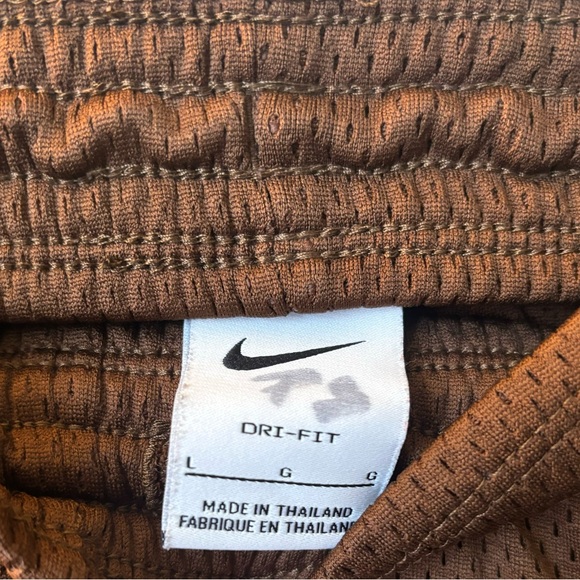 DRI-FIT
L G G
MADE IN THAILAND
FABRIQUE EN THAILAN